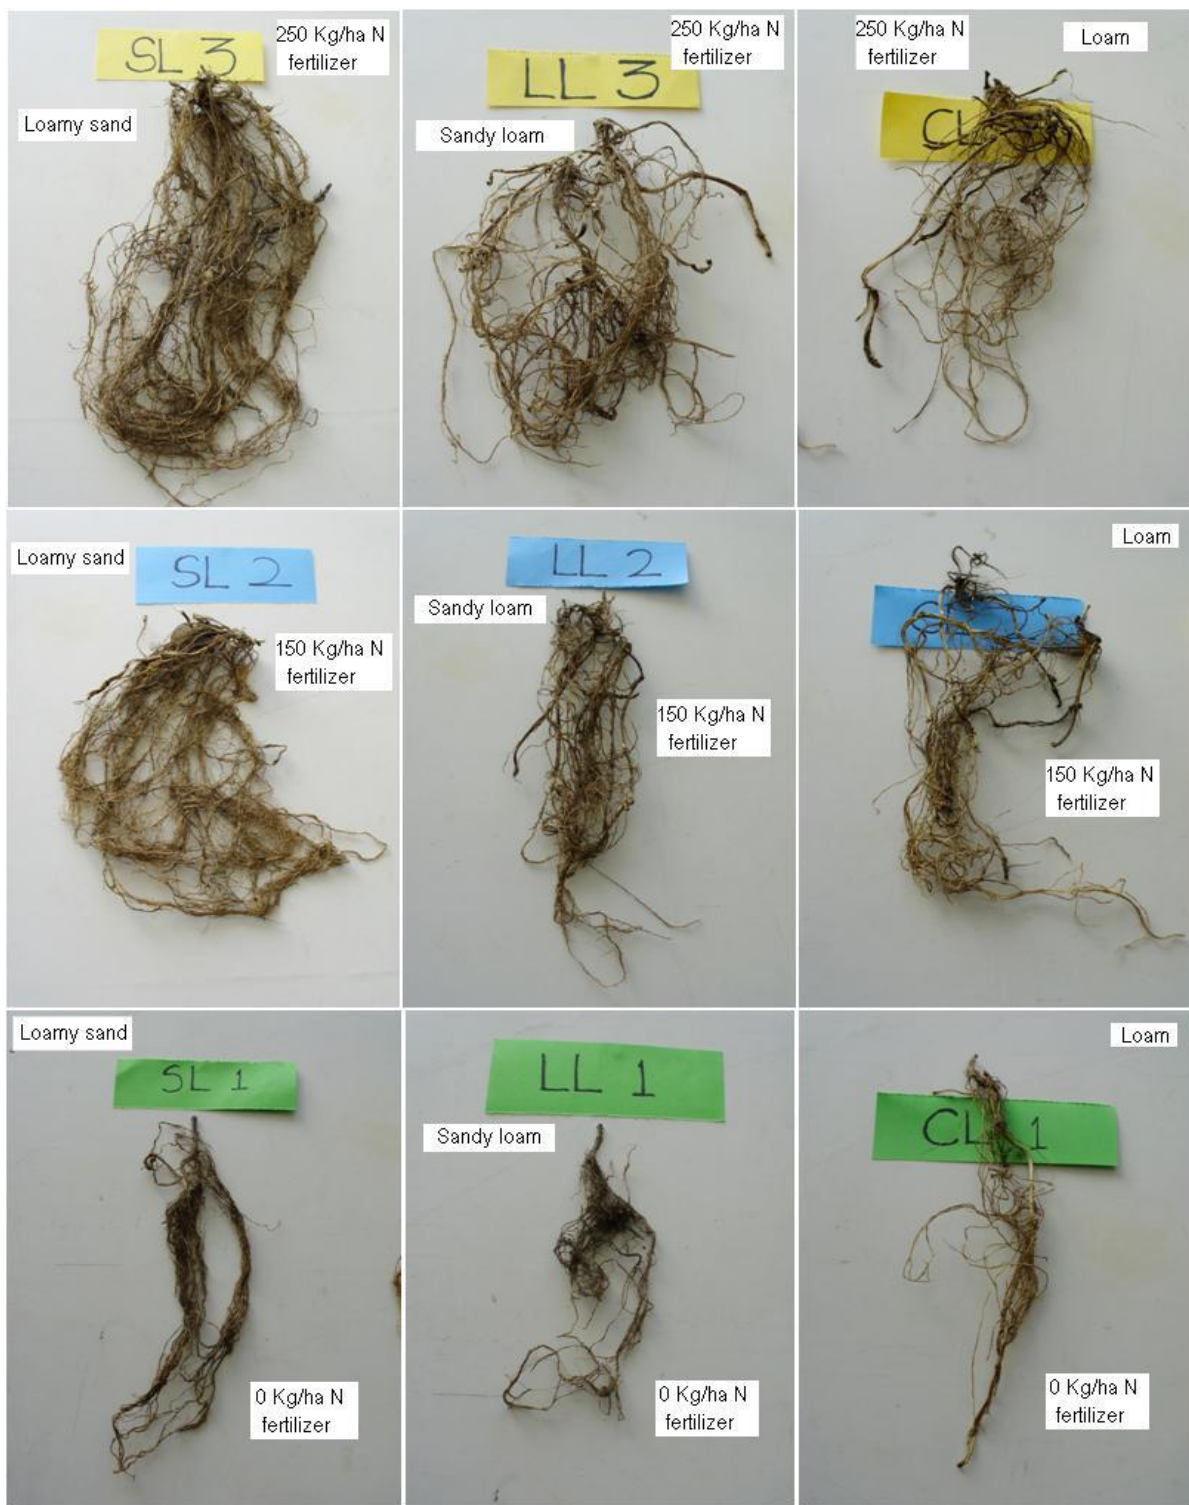 SL 3
250 Kg/ha N
fertilizer
Loamy sand
LL 3
250 Kg/ha N
fertilizer
Sandy loam
250 Kg/ha N
fertilizer
Loam
CL
Loamy sand
SL 2
150 Kg/ha N
fertilizer
LL 2
Sandy loam
150 Kg/ha N
fertilizer
Loam
150 Kg/ha N
fertilizer
Loamy sand
SL 1
0 Kg/ha N
fertilizer
LL 1
Sandy loam
0 Kg/ha N
fertilizer
Loam
CL 1
0 Kg/ha N
fertilizer